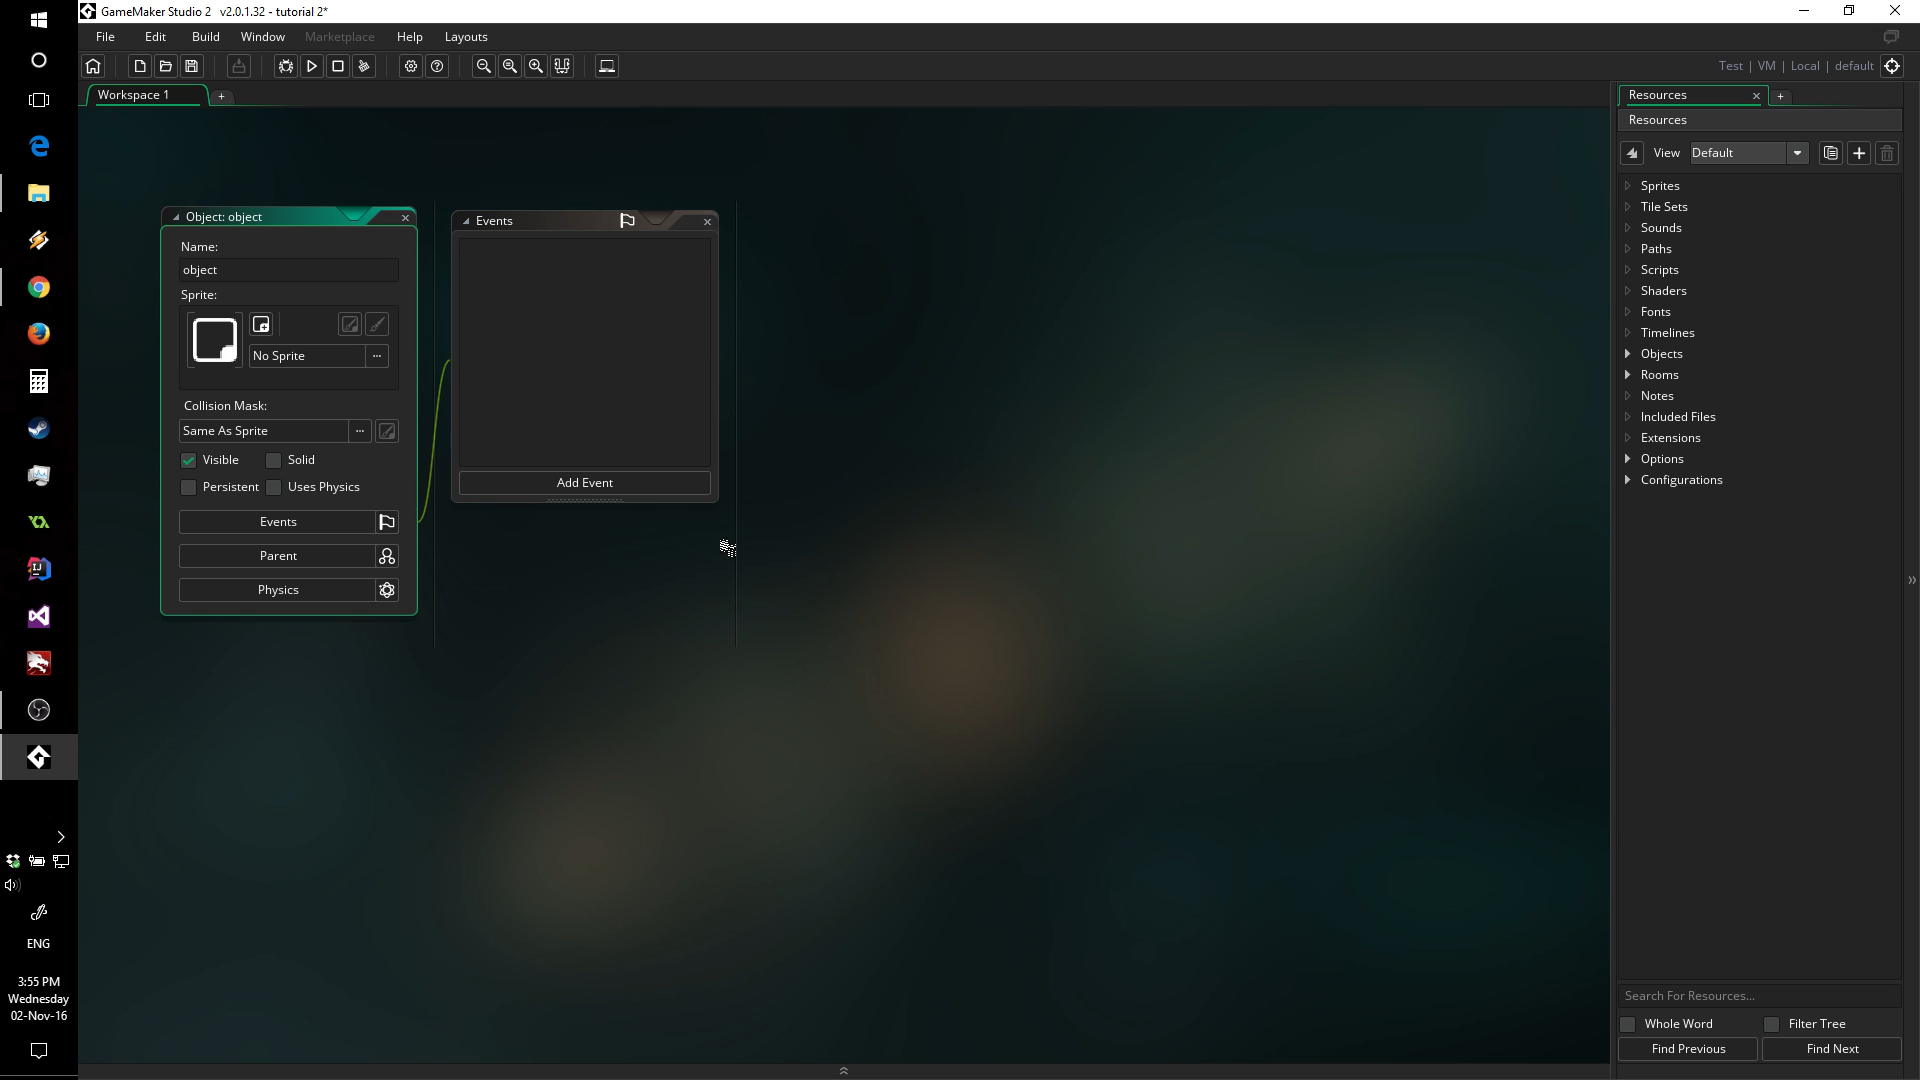 GameMaker Studio 2 v2.0.1.32 - tutorial 2*
File Edit Build Window Marketplace Help Layouts
Test | VM | Local | default
Workspace 1 +
Resources
Resources
View Default
Sprites
Tile Sets
Sounds
Paths
Scripts
Shaders
Fonts
Timelines
Objects
Rooms
Notes
Included Files
Extensions
Options
Configurations
Search For Resources...
Whole Word Filter Tree
Find Previous Find Next
Object: object
Name:
object
Sprite:
No Sprite ...
Collision Mask:
Same As Sprite ...
Visible Solid
Persistent Uses Physics
Events
Parent
Physics
Events
Add Event
ENG
3:55 PM
Wednesday
02-Nov-16